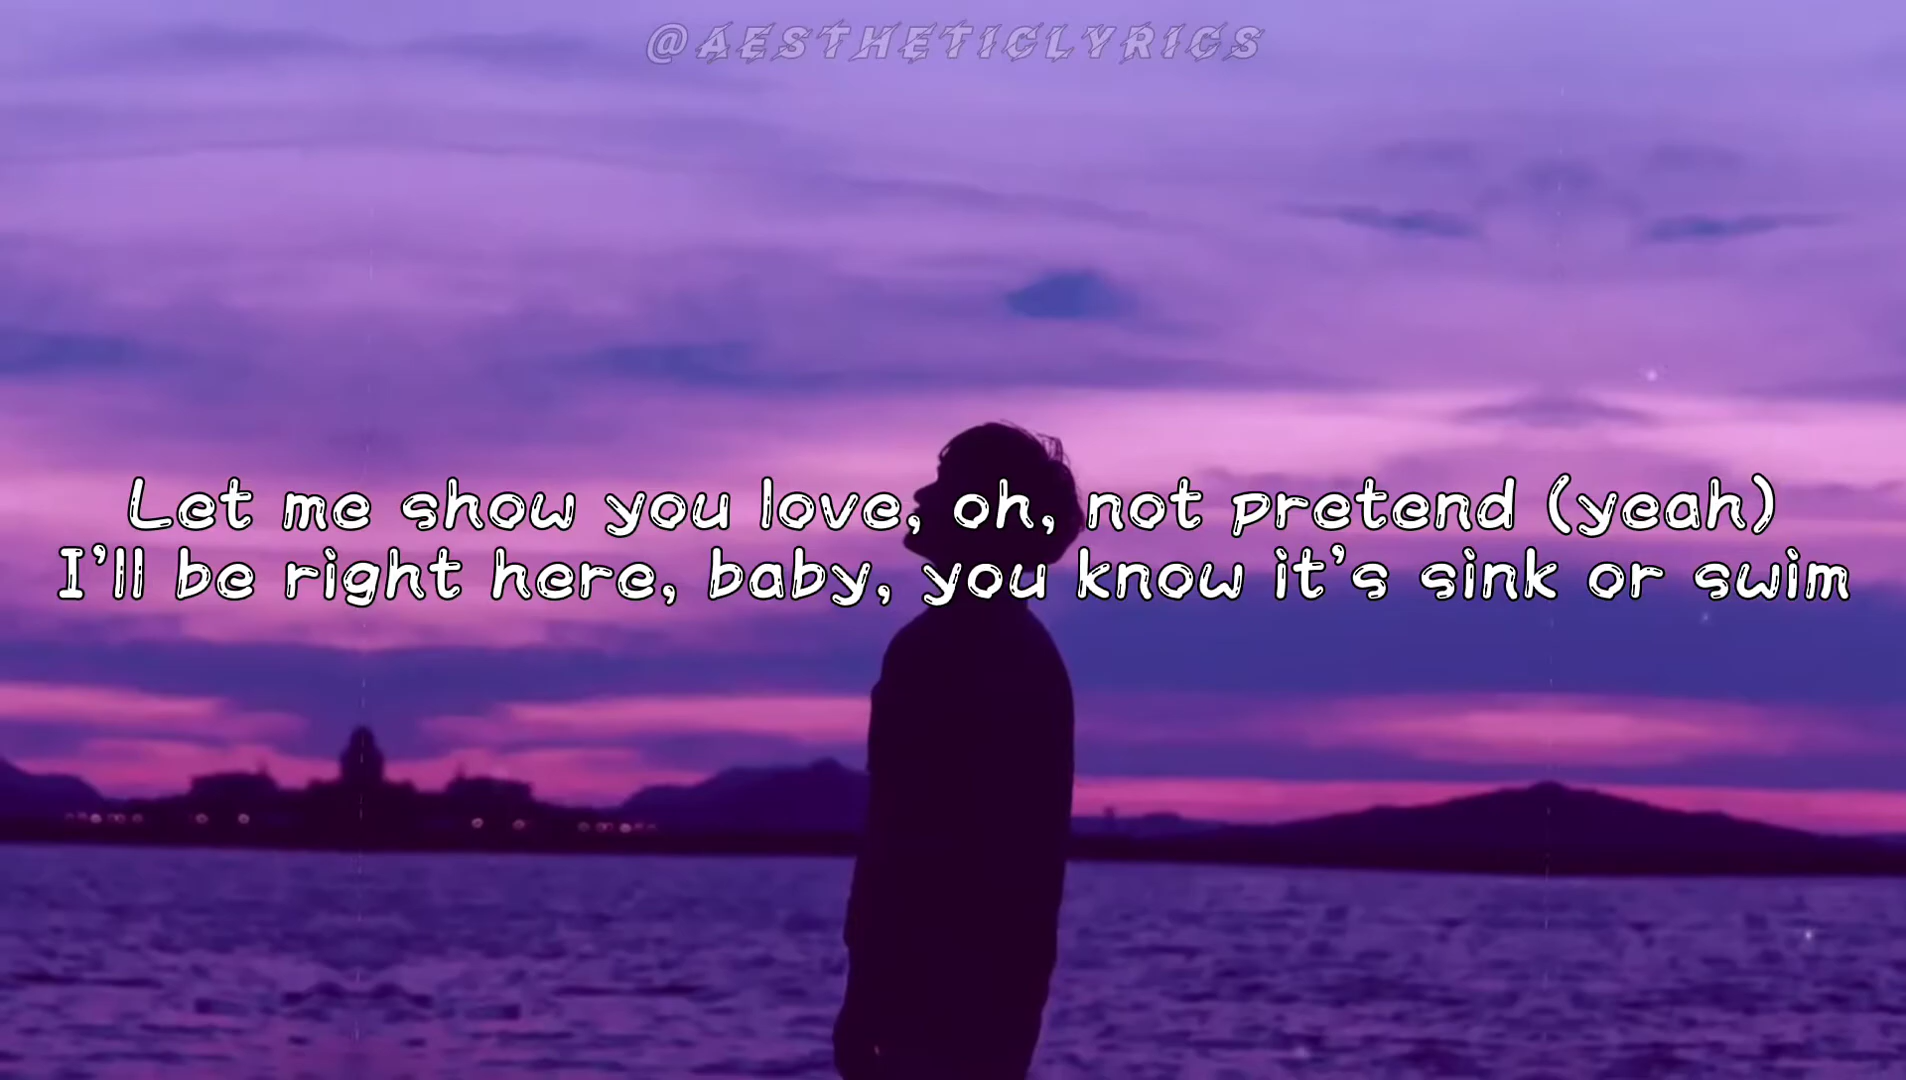 @AESTHETICLYRICS
Let me show you love, oh, not pretend (yeah)
I'll be right here, baby, you know it's sink or swim